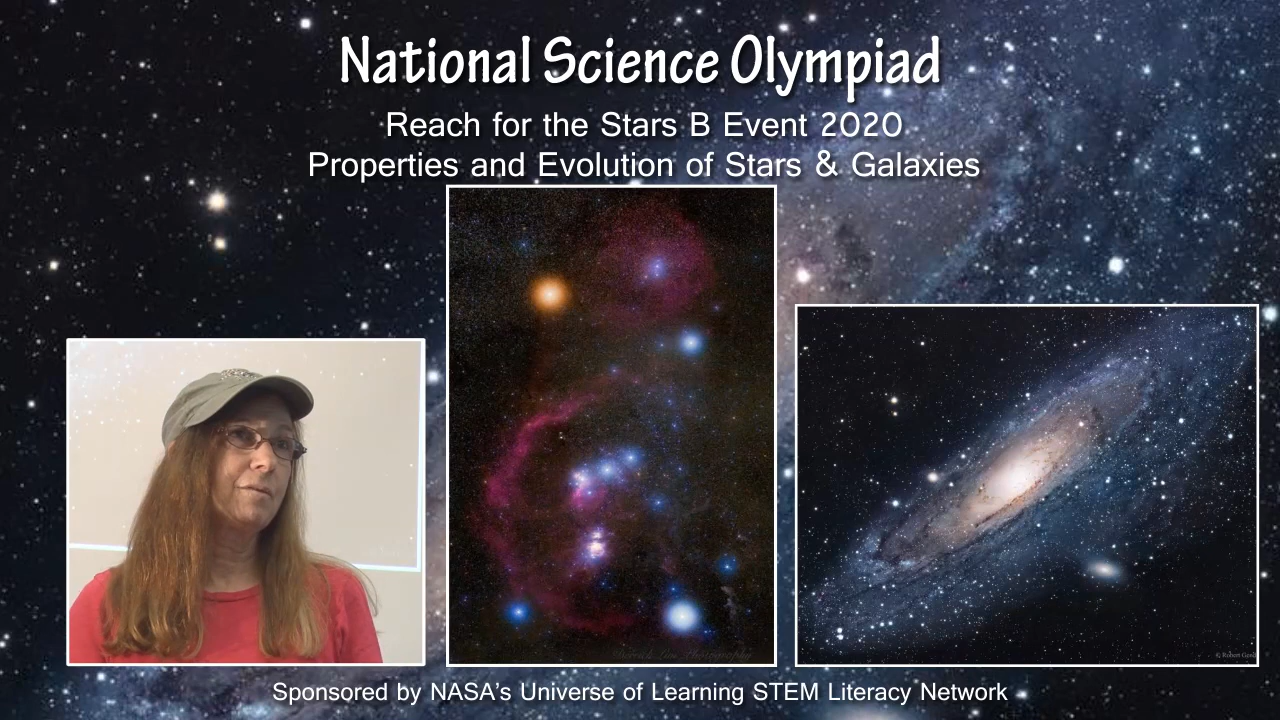 National Science Olympiad
Reach for the Stars B Event 2020
Properties and Evolution of Stars & Galaxies
Sponsored by NASA's Universe of Learning STEM Literacy Network